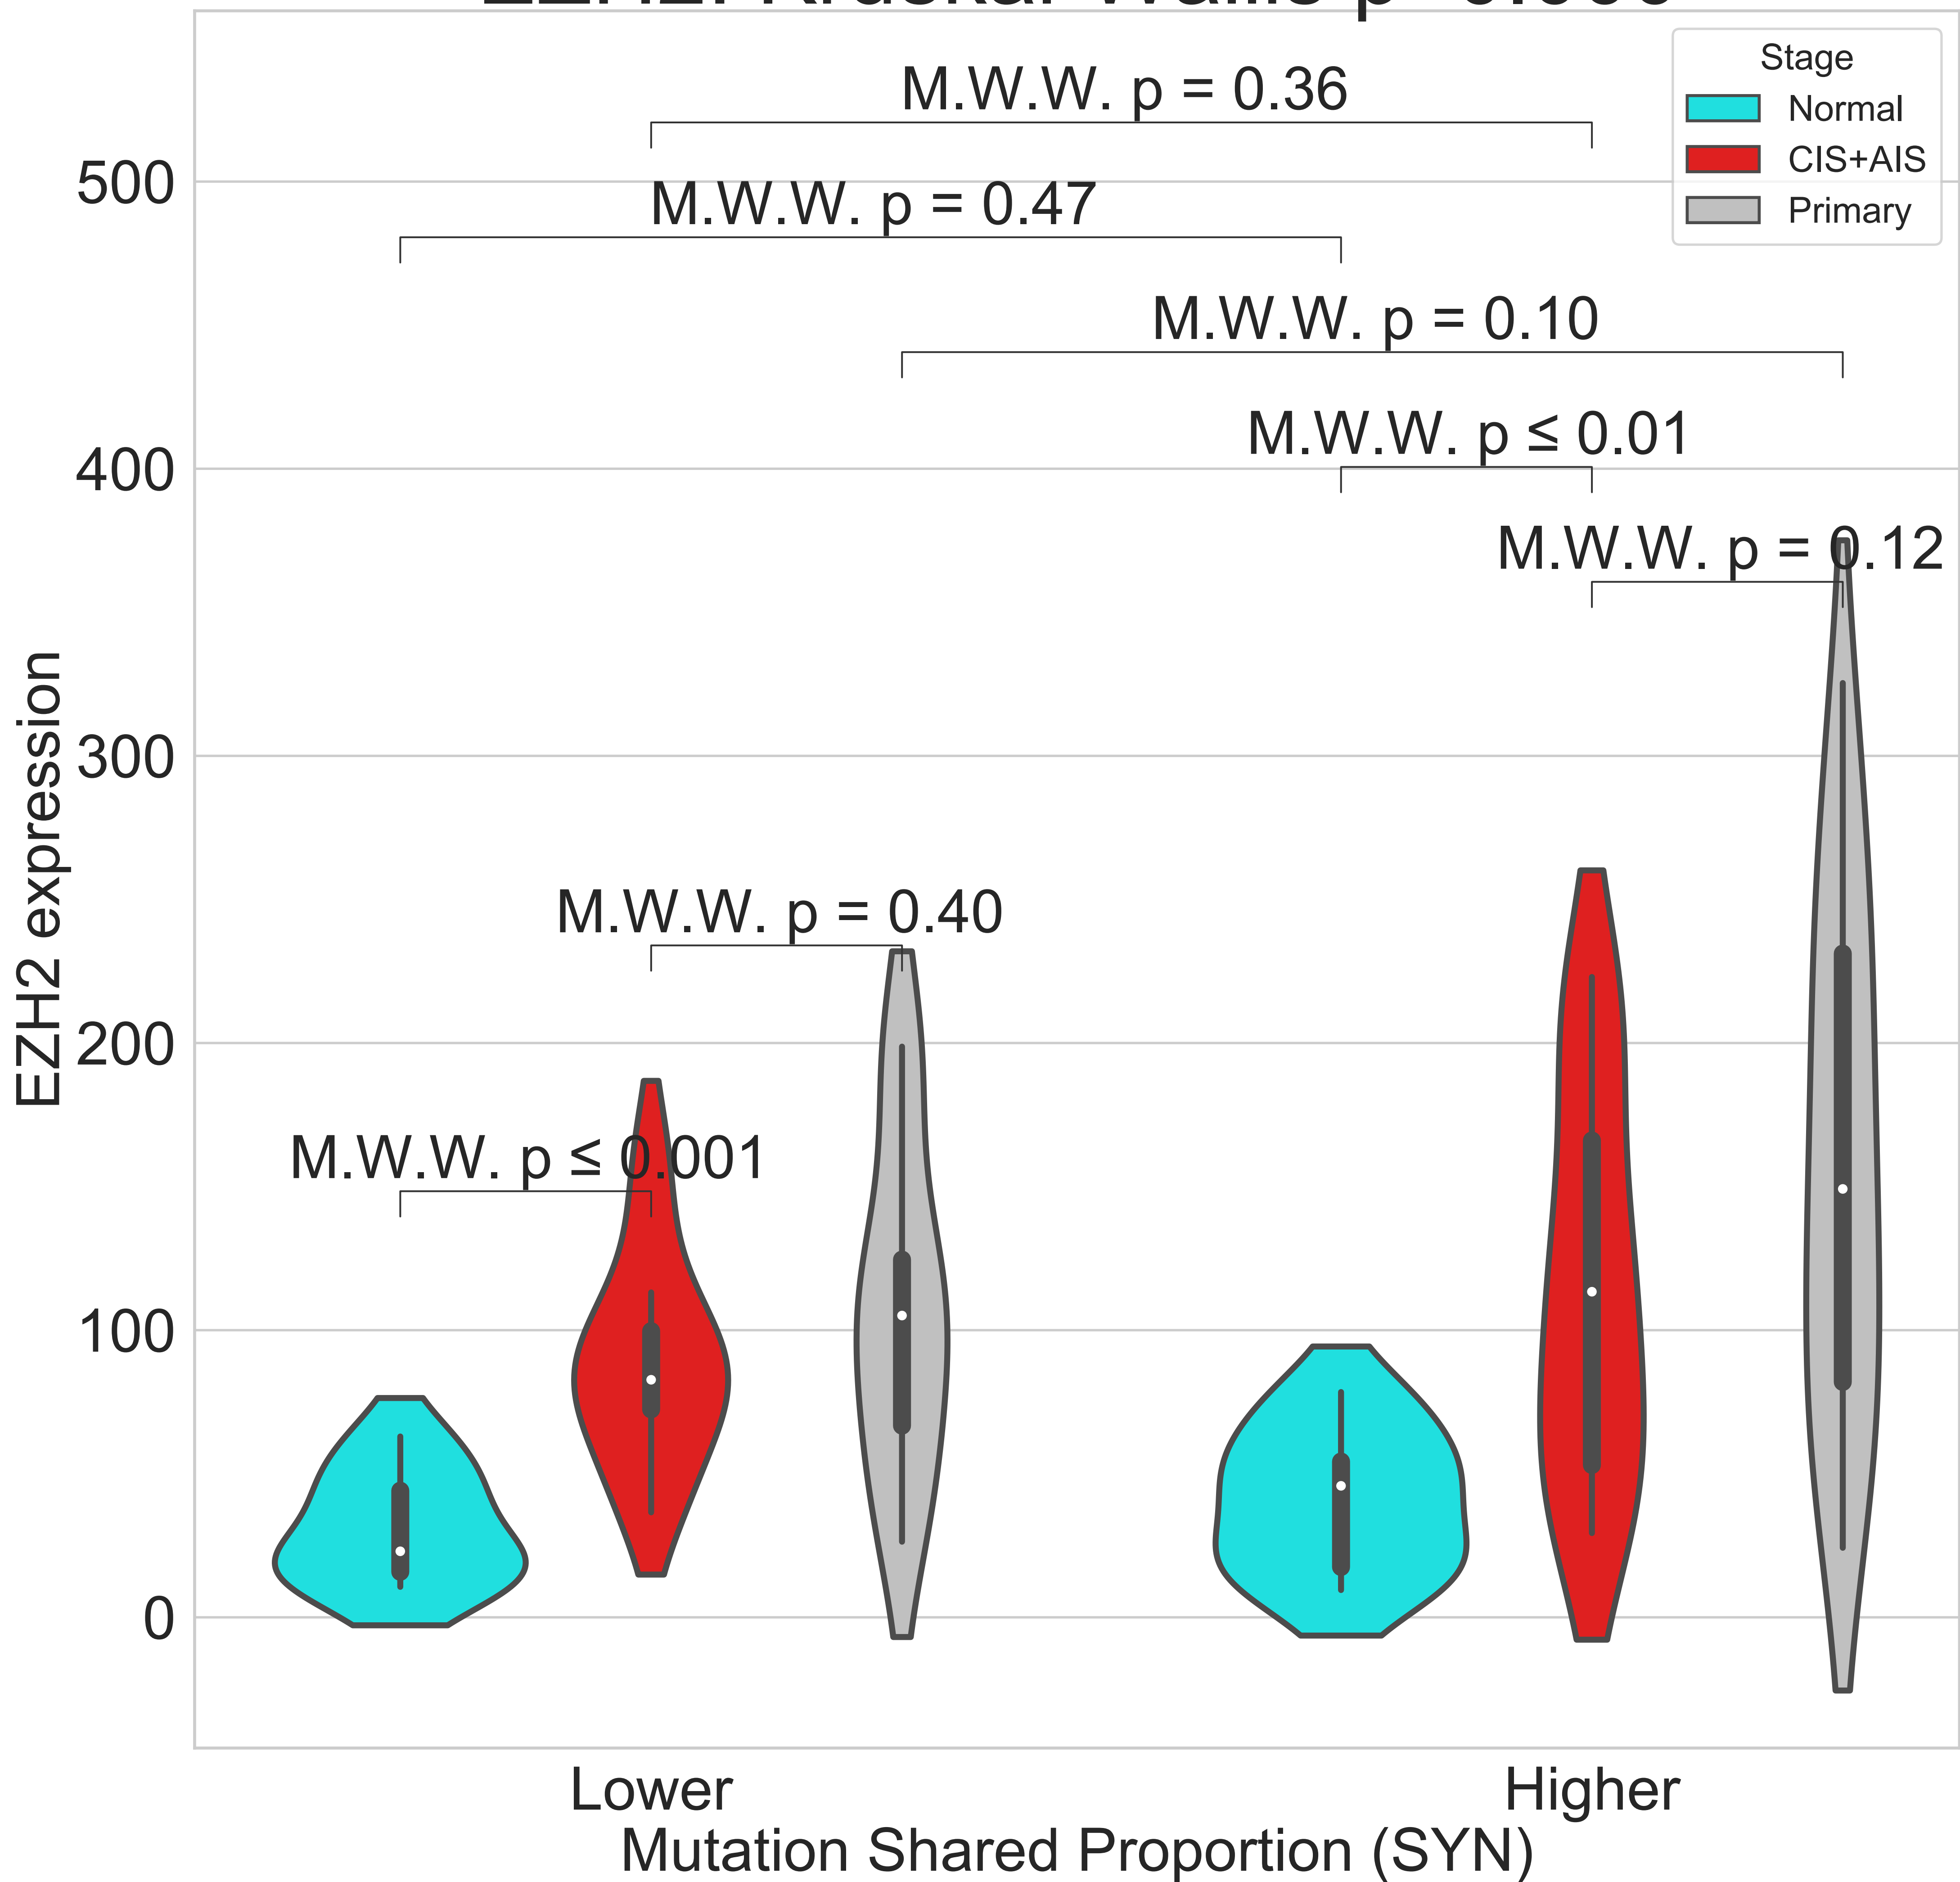 Stage
Normal
CIS+AIS
Primary
M.W.W. p = 0.36
M.W.W. p = 0.47
M.W.W. p = 0.10
M.W.W. p ≤ 0.01
M.W.W. p = 0.12
M.W.W. p = 0.40
M.W.W. p ≤ 0.001
500
400
300
200
100
0
EZH2 expression
Lower
Higher
Mutation Shared Proportion (SYN)